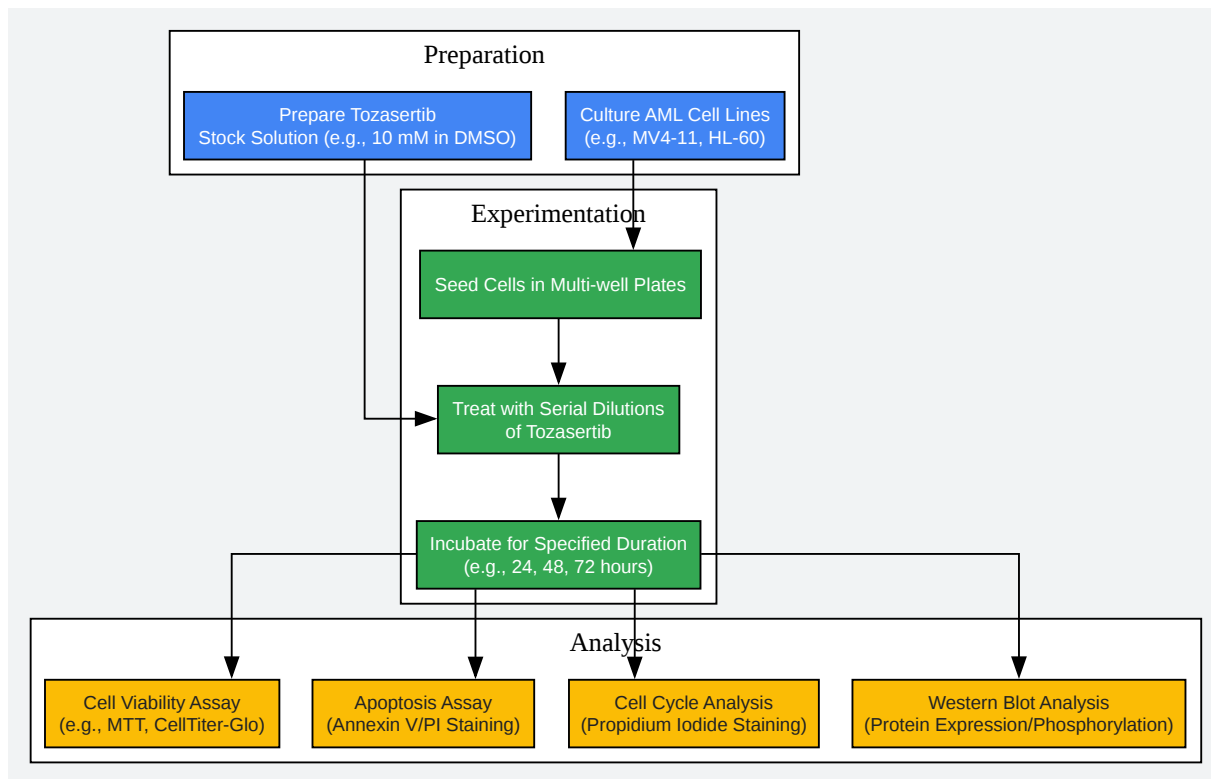 Preparation
Prepare Tozasertib
Stock Solution (e.g., 10 mM in DMSO)
Culture AML Cell Lines
(e.g., MV4-11, HL-60)
Experimentation
Seed Cells in Multi-well Plates
Treat with Serial Dilutions
of Tozasertib
Incubate for Specified Duration
(e.g., 24, 48, 72 hours)
Analysis
Cell Viability Assay
(e.g., MTT, CellTiter-Glo)
Apoptosis Assay
(Annexin V/PI Staining)
Cell Cycle Analysis
(Propidium Iodide Staining)
Western Blot Analysis
(Protein Expression/Phosphorylation)